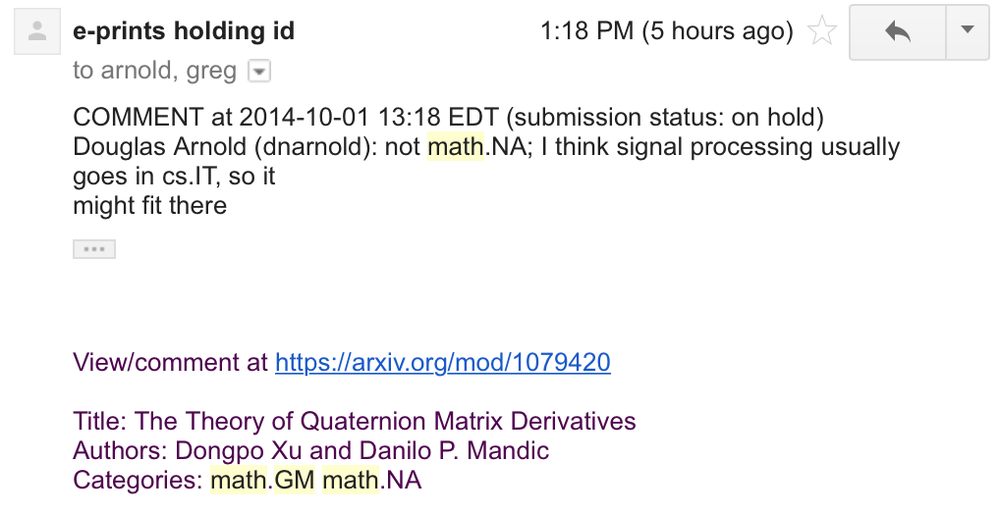 e-prints holding id 1:18 PM (5 hours ago)
to arnold, greg
COMMENT at 2014-10-01 13:18 EDT (submission status: on hold)
Douglas Arnold (dnarnold): not math.NA; I think signal processing usually
goes in cs.IT, so it
might fit there
View/comment at https://arxiv.org/mod/1079420
Title: The Theory of Quaternion Matrix Derivatives
Authors: Dongpo Xu and Danilo P. Mandic
Categories: math.GM math.NA